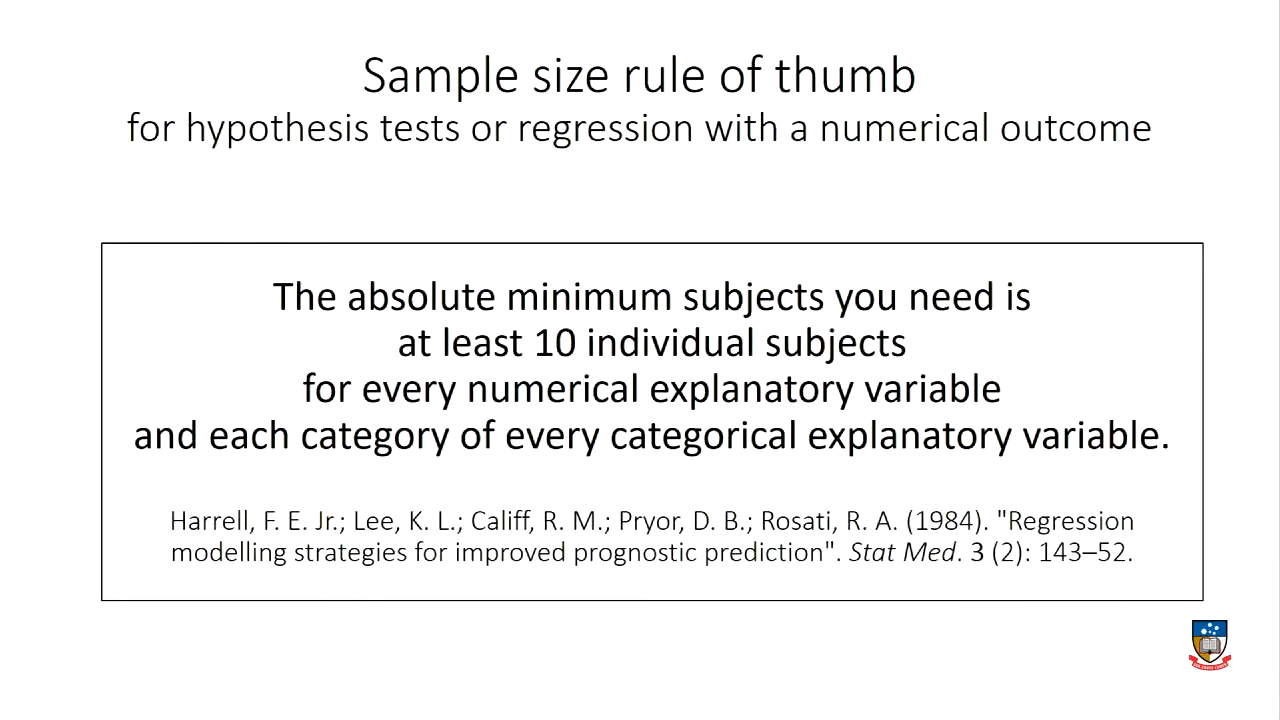 Sample size rule of thumb
for hypothesis tests or regression with a numerical outcome
The absolute minimum subjects you need is
at least 10 individual subjects
for every numerical explanatory variable
and each category of every categorical explanatory variable.
Harrell, F. E. Jr.; Lee, K. L.; Califf, R. M.; Pryor, D. B.; Rosati, R. A. (1984). "Regression
modelling strategies for improved prognostic prediction". Stat Med. 3 (2): 143–52.